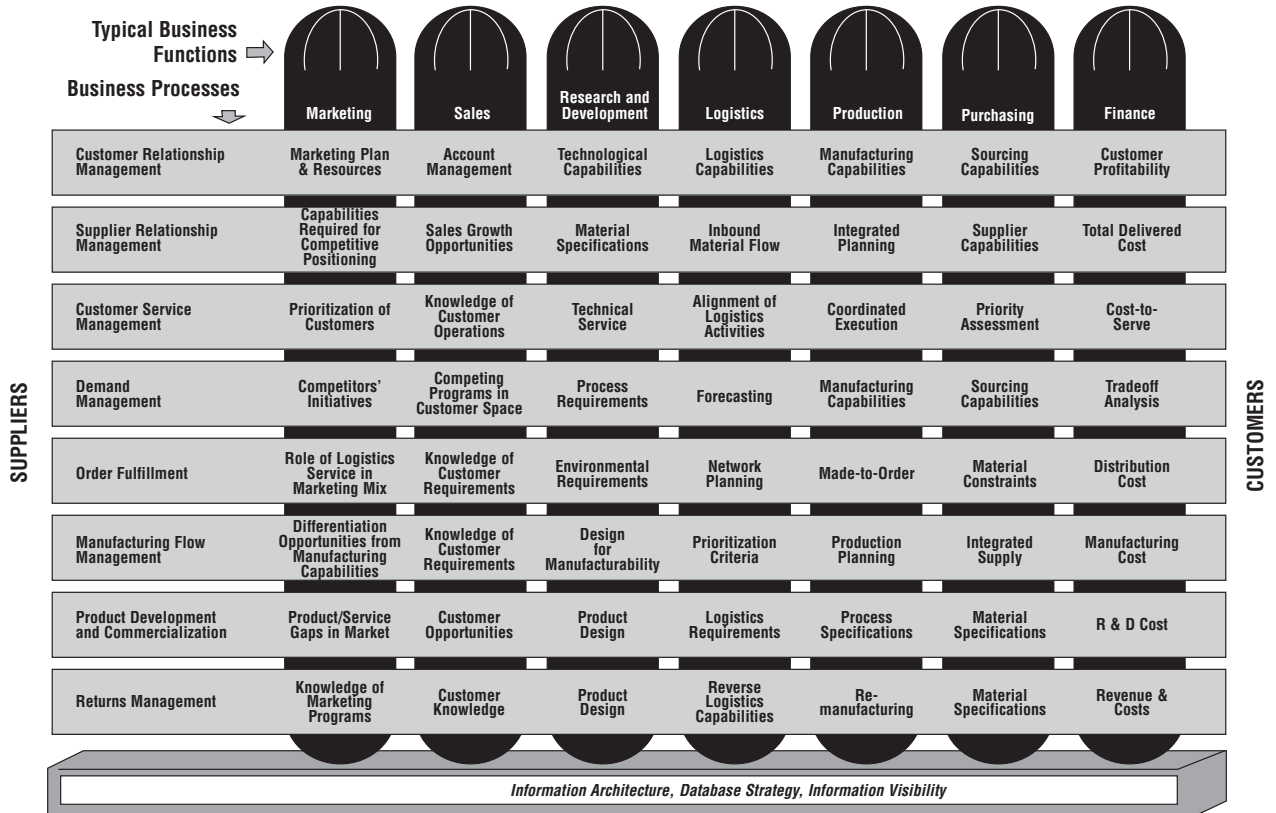 Typical Business
Functions
Business Processes
Marketing
Sales
Research and
Development
Logistics
Production
Purchasing
Finance
Customer Relationship
Management
Marketing Plan
& Resources
Account
Management
Technological
Capabilities
Logistics
Capabilities
Manufacturing
Capabilities
Sourcing
Capabilities
Customer
Profitability
Supplier Relationship
Management
Capabilities
Required for
Competitive
Positioning
Sales Growth
Opportunities
Material
Specifications
Inbound
Material Flow
Integrated
Planning
Supplier
Capabilities
Total Delivered
Cost
Customer Service
Management
Prioritization of
Customers
Knowledge of
Customer
Operations
Technical
Service
Alignment of
Logistics
Activities
Coordinated
Execution
Priority
Assessment
Cost-to-
Serve
Demand
Management
Competitors’
Initiatives
Competing
Programs in
Customer Space
Process
Requirements
Forecasting
Manufacturing
Capabilities
Sourcing
Capabilities
Tradeoff
Analysis
Order Fulfillment
Role of Logistics
Service in
Marketing Mix
Knowledge of
Customer
Requirements
Environmental
Requirements
Network
Planning
Made-to-Order
Material
Constraints
Distribution
Cost
Manufacturing Flow
Management
Differentiation
Opportunities from
Manufacturing
Capabilities
Knowledge of
Customer
Requirements
Design
for
Manufacturability
Prioritization
Criteria
Production
Planning
Integrated
Supply
Manufacturing
Cost
Product Development
and Commercialization
Product/Service
Gaps in Market
Customer
Opportunities
Product
Design
Logistics
Requirements
Process
Specifications
Material
Specifications
R & D Cost
Returns Management
Knowledge of
Marketing
Programs
Customer
Knowledge
Product
Design
Reverse
Logistics
Capabilities
Re-
manufacturing
Material
Specifications
Revenue &
Costs
SUPPLIERS
CUSTOMERS
Information Architecture, Database Strategy, Information Visibility